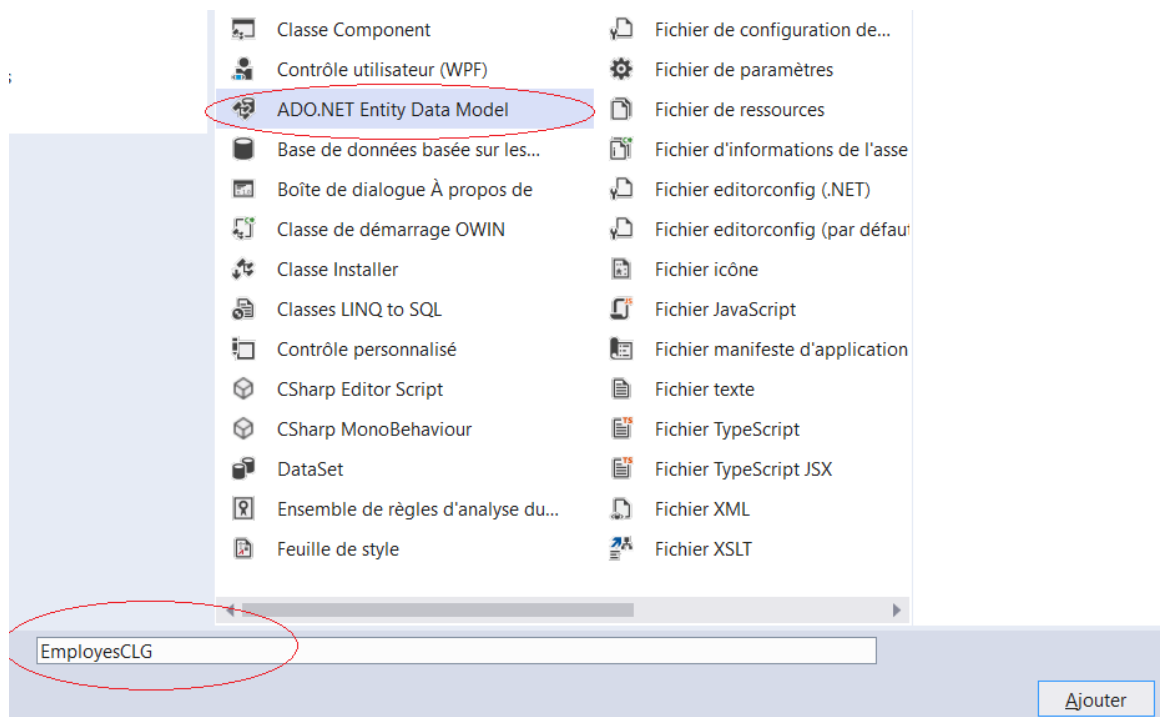 Classe Component
Contrôle utilisateur (WPF)
ADO.NET Entity Data Model
Base de données basée sur les...
Boîte de dialogue À propos de
Classe de démarrage OWIN
Classe Installer
Classes LINQ to SQL
Contrôle personnalisé
CSharp Editor Script
CSharp MonoBehaviour
DataSet
Ensemble de règles d'analyse du...
Feuille de style
Fichier de configuration de...
Fichier de paramètres
Fichier de ressources
Fichier d'informations de l'asse
Fichier editorconfig (.NET)
Fichier editorconfig (par défaut
Fichier icône
Fichier JavaScript
Fichier manifeste d'application
Fichier texte
Fichier TypeScript
Fichier TypeScript JSX
Fichier XML
Fichier XSLT
EmployesCLG
Ajouter